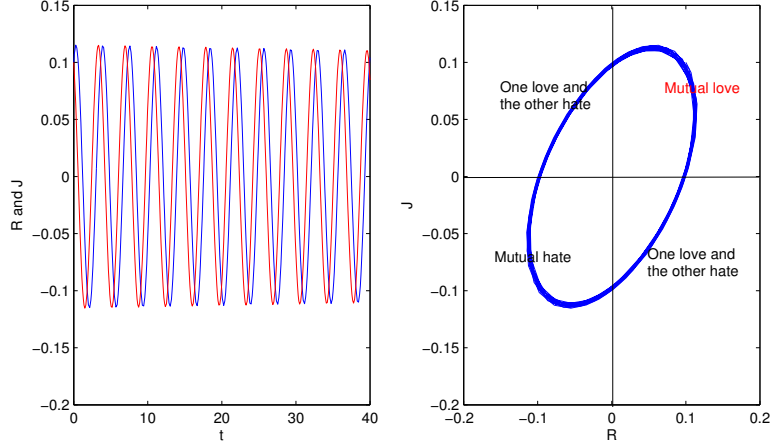 0.15
0.1
0.05
0
−0.05
−0.1
−0.15
−0.2
R and J
0
10
20
30
40
t
0.15
0.1
0.05
0
−0.05
−0.1
−0.15
−0.2
J
−0.2
−0.1
0
0.1
0.2
R
One love and
the other hate
Mutual love
Mutual hate
One love and
the other hate